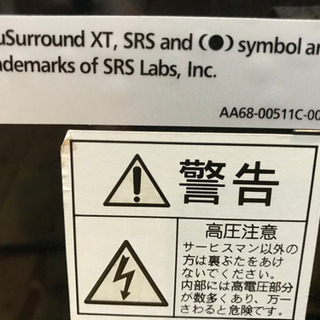 uSurround XT, SRS and (●) symbol ar
ademarks of SRS Labs, Inc.
AA68-00511C-00
警告
高圧注意
サービスマン以外の
方は裏ぶたをあけ
ないでください。
内部には高電圧部分
が数多くあり、万一
さわると危険です。